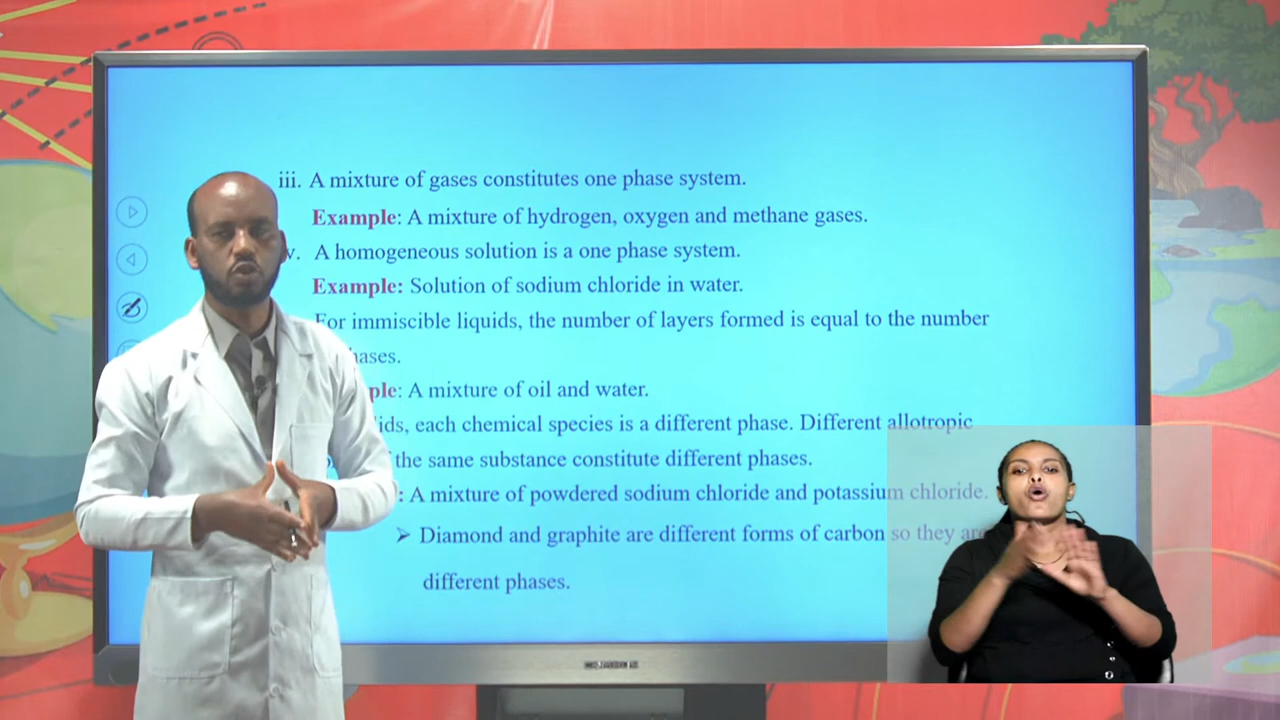 iii. A mixture of gases constitutes one phase system.
Example: A mixture of hydrogen, oxygen and methane gases.
v. A homogeneous solution is a one phase system.
Example: Solution of sodium chloride in water.
For immiscible liquids, the number of layers formed is equal to the number
hases.
ple: A mixture of oil and water.
ids, each chemical species is a different phase. Different allotropic
the same substance constitute different phases.
: A mixture of powdered sodium chloride and potassium chloride.
➢ Diamond and graphite are different forms of carbon so they are
different phases.